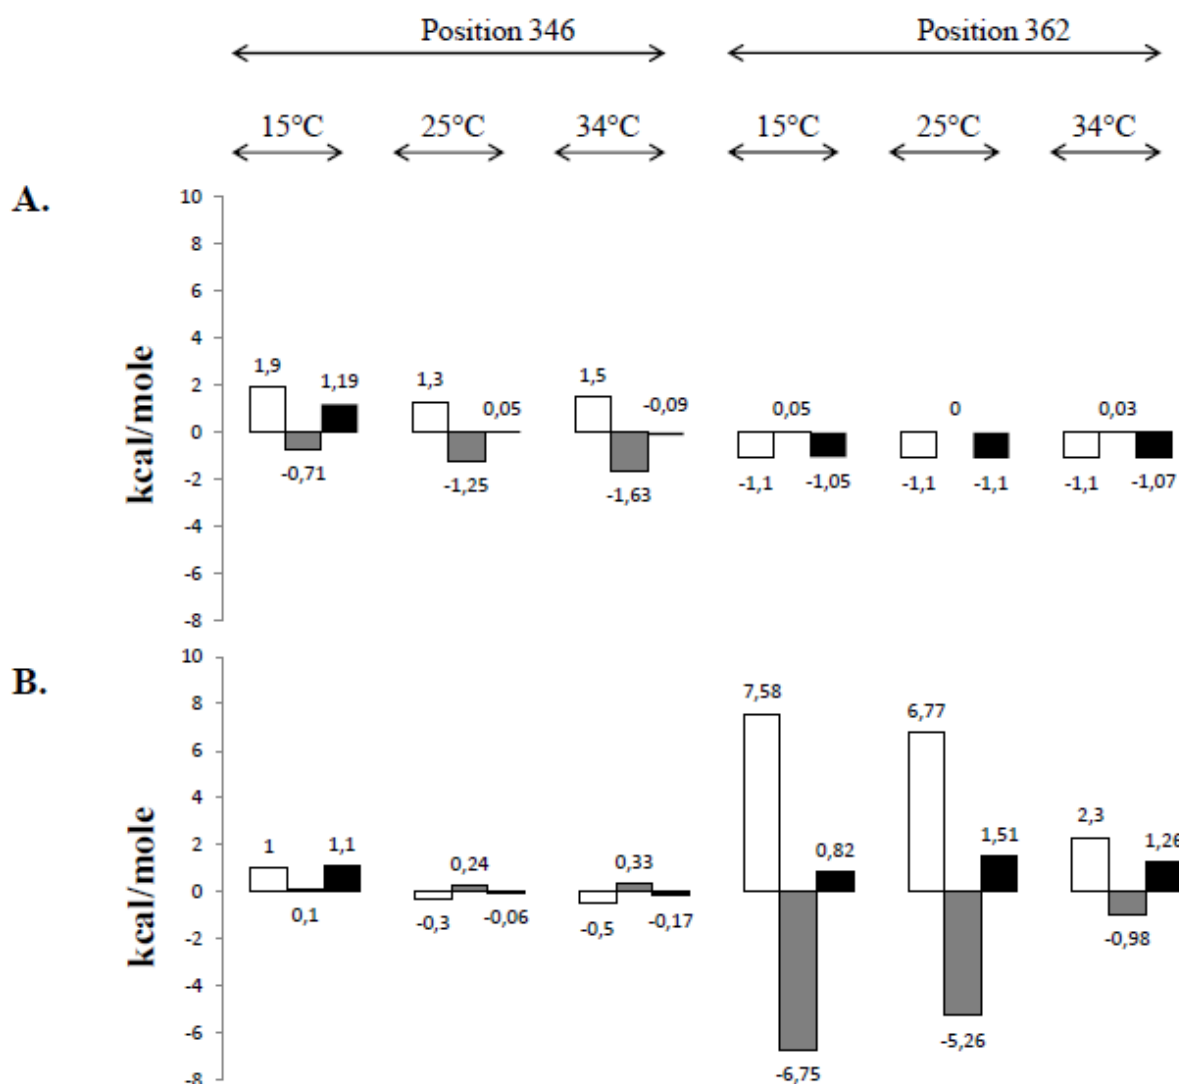 Position 346 Position 362
15°C 25°C 34°C 15°C 25°C 34°C
A.
kcal/mole
10
8
6
4
2
0
-2
-4
-6
-8
1,9 1,19 1,3 0,05 1,5 -0,09 0,05 0 0,03
-0,71 -1,25 -1,63 -1,1 -1,05 -1,1 -1,1 -1,1 -1,07
B.
kcal/mole
10
8
6
4
2
0
-2
-4
-6
-8
7,58 6,77 2,3
1 1,1 0,24 0,33 0,82 1,51 1,26
0,1 -0,3 -0,06 -0,5 -0,17 -0,98
-6,75 -5,26